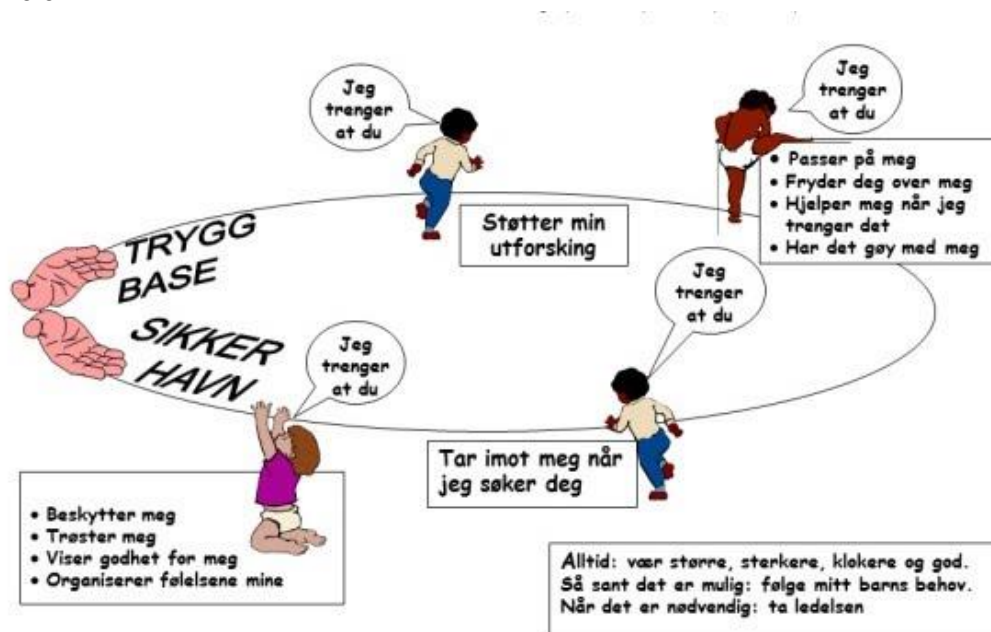 Jeg
trenger
at du
Jeg
trenger
at du
• Passer på meg
• Fryder deg over meg
• Hjelper meg når jeg
trenger det
• Har det gøy med meg
Støtter min
utforsking
TRYGG
BASE
SIKKER
HAVN
Jeg
trenger
at du
Jeg
trenger
at du
Tar imot meg når
jeg søker deg
• Beskytter meg
• Trøster meg
• Viser godhet for meg
• Organiserer følelsene mine
Alltid: vær større, sterkere, klokere og god.
Så sant det er mulig: følge mitt barns behov.
Når det er nødvendig: ta ledelsen